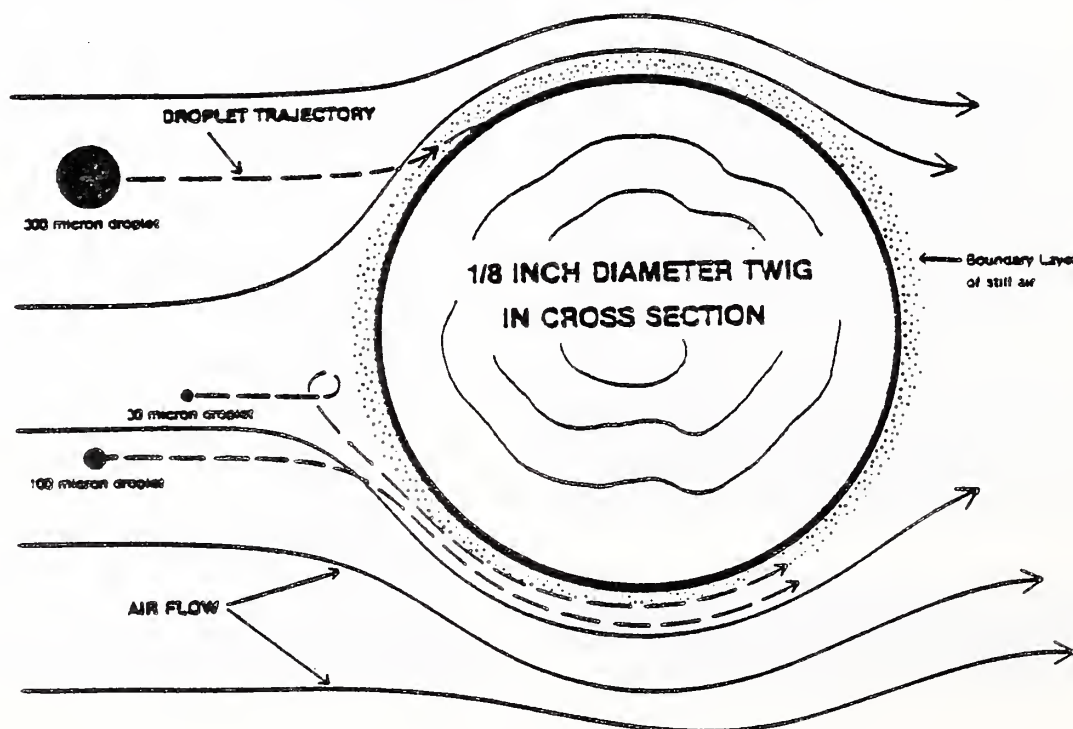 DROPLET TRAJECTORY
300 micron droplet
1/8 INCH DIAMETER TWIG
IN CROSS SECTION
Boundary Layer
of still air
30 micron droplet
100 micron droplet
AIR FLOW